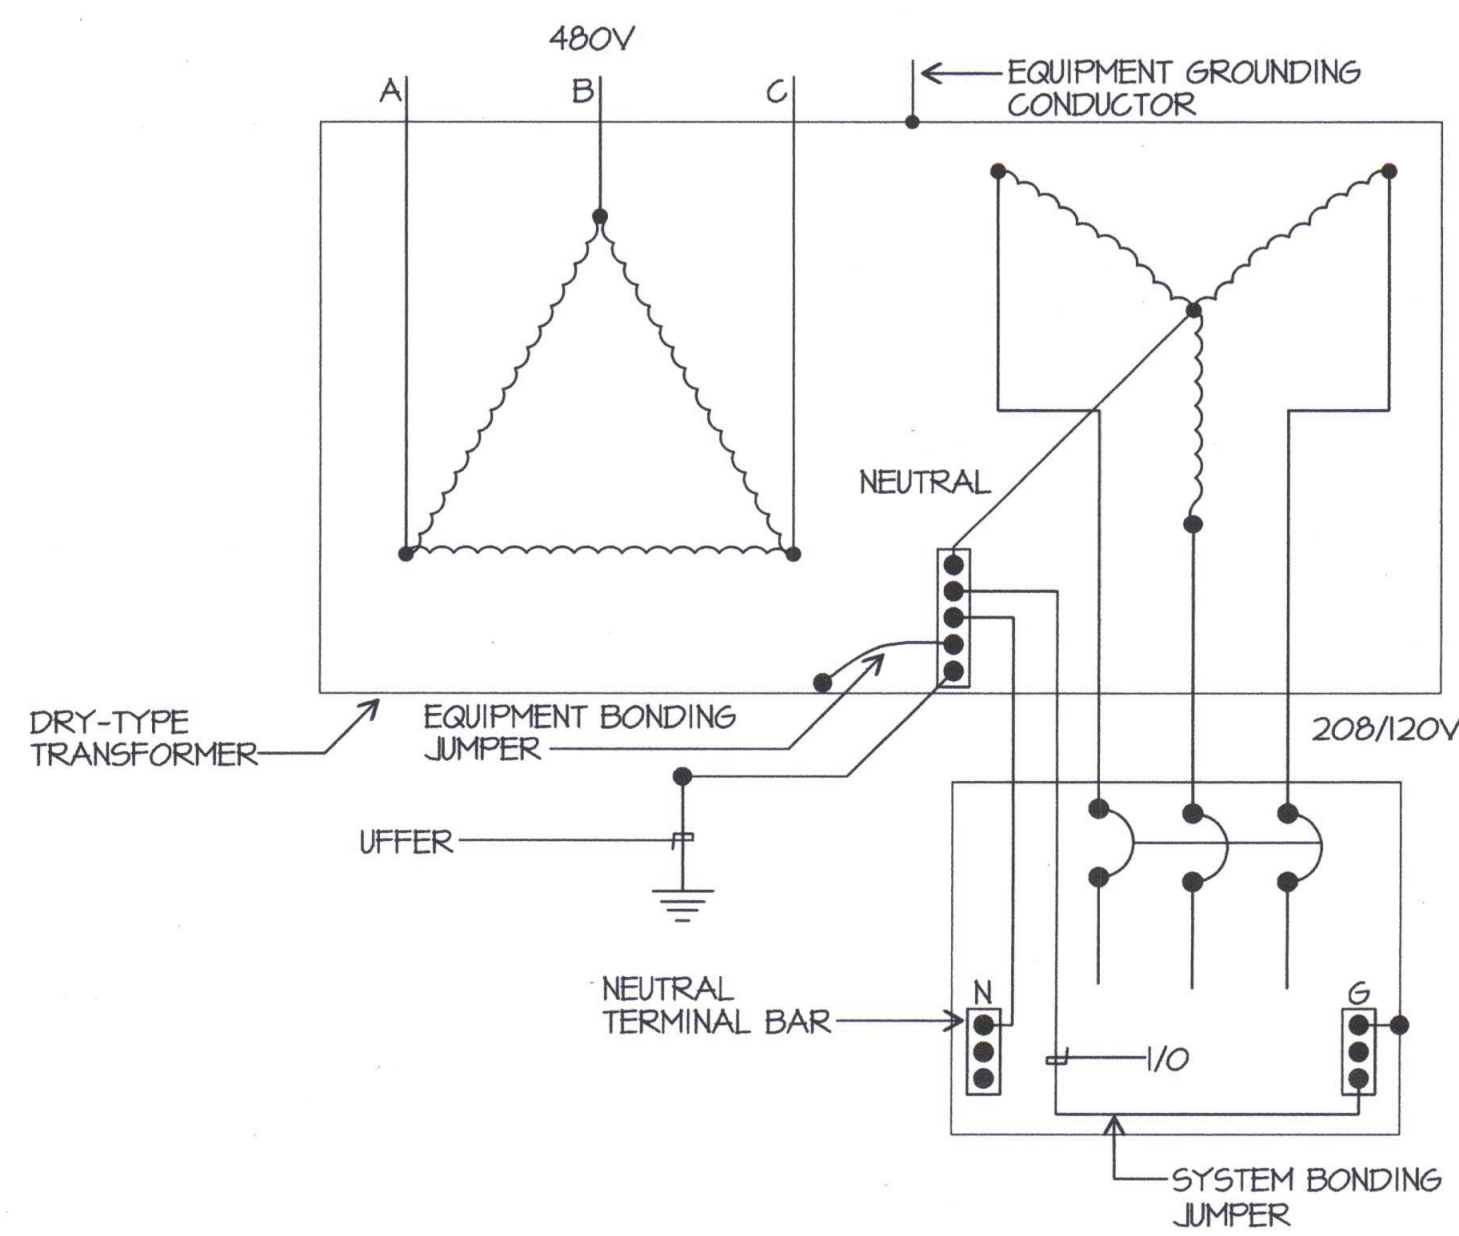 480V
A
B
C
EQUIPMENT GROUNDING
CONDUCTOR
NEUTRAL
DRY-TYPE
TRANSFORMER
EQUIPMENT BONDING
JUMPER
208/120V
UFFER
NEUTRAL
TERMINAL BAR
N
G
1/0
SYSTEM BONDING
JUMPER